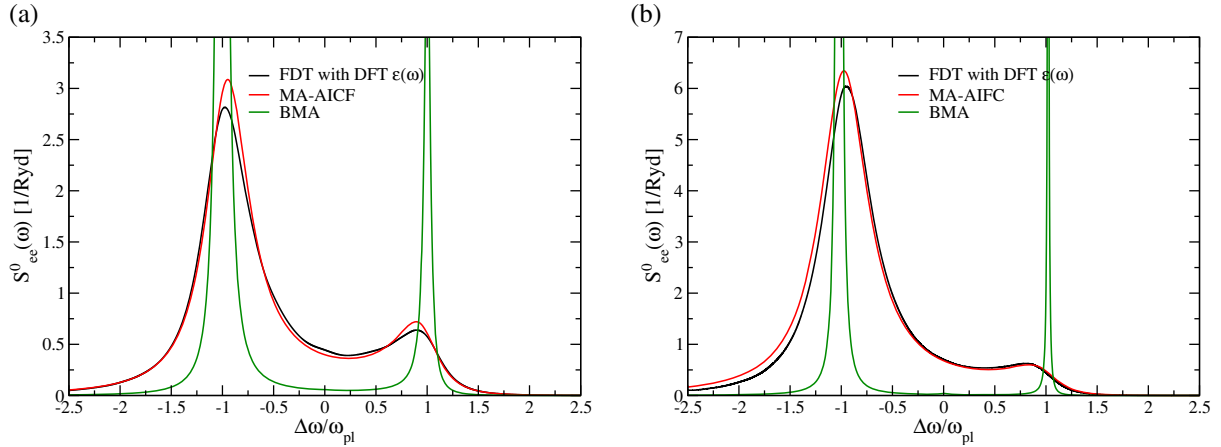 (a)
3.5
3
2.5
2
1.5
1
0.5
0
S⁰ₑₑ(ω) [1/Ryd]
FDT with DFT ε(ω)
MA-AICF
BMA
-2.5 -2 -1.5 -1 -0.5 0 0.5 1 1.5 2 2.5
Δω/ω_pl
(b)
7
6
5
4
3
2
1
0
S⁰ₑₑ(ω) [1/Ryd]
FDT with DFT ε(ω)
MA-AIFC
BMA
-2.5 -2 -1.5 -1 -0.5 0 0.5 1 1.5 2 2.5
Δω/ω_pl